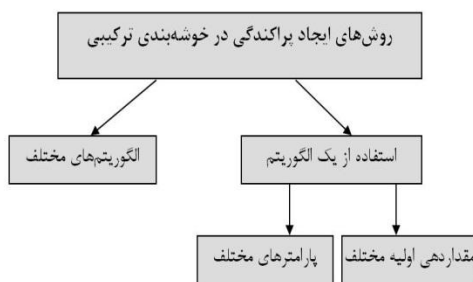 روش‌های ایجاد پراکندگی در خوشه‌بندی ترکیبی
استفاده از یک الگوریتم
الگوریتم‌های مختلف
مقداردهی اولیه مختلف
پارامترهای مختلف